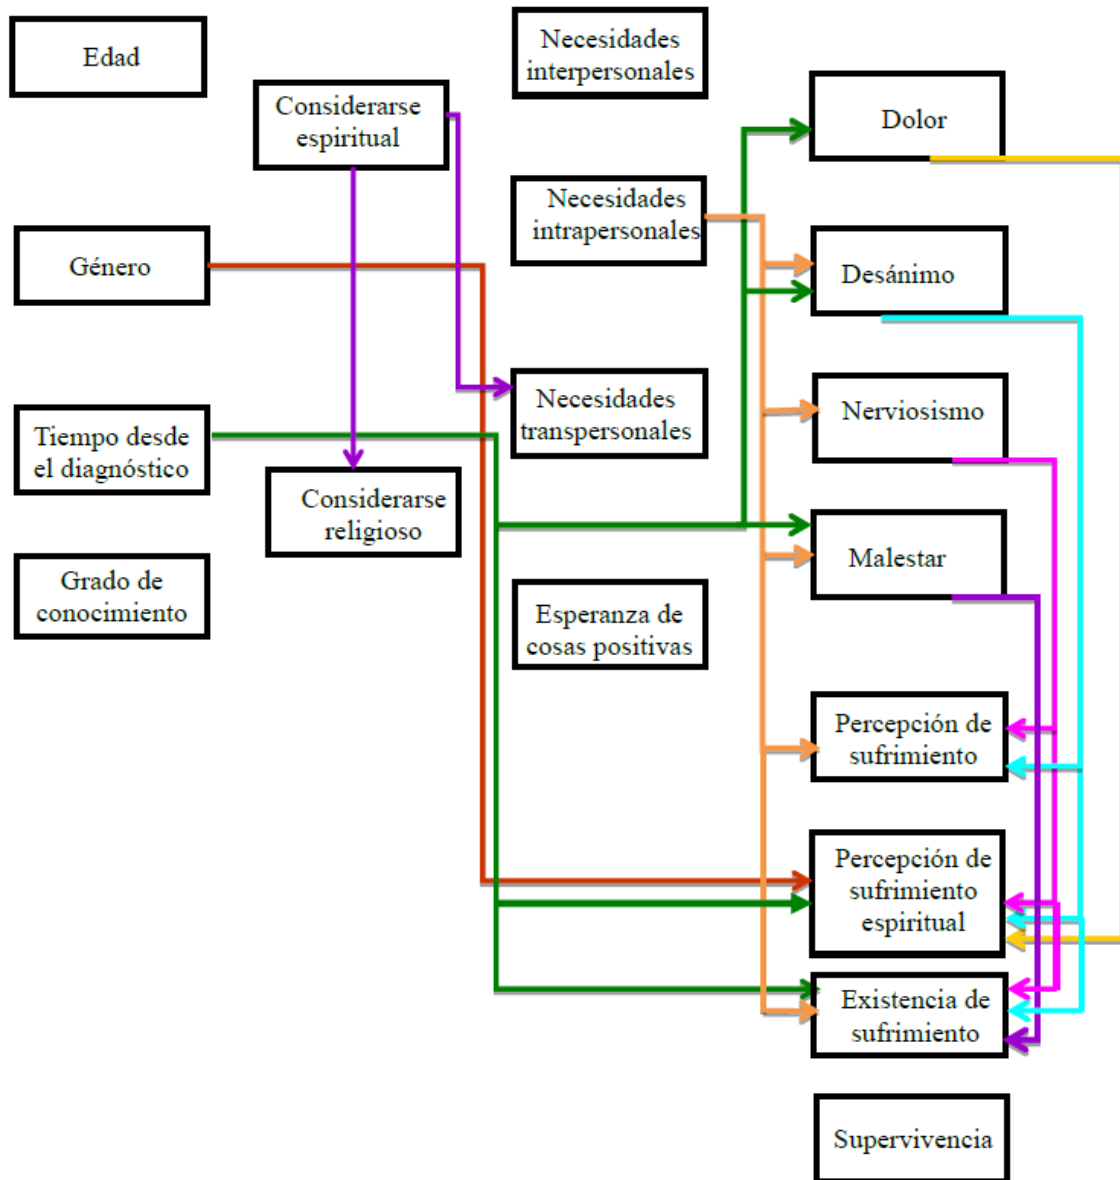 Edad
Considerarse
espiritual
Género
Tiempo desde
el diagnóstico
Considerarse
religioso
Grado de
conocimiento
Necesidades
interpersonales
Necesidades
intrapersonales
Necesidades
transpersonales
Esperanza de
cosas positivas
Dolor
Desánimo
Nerviosismo
Malestar
Percepción de
sufrimiento
Percepción de
sufrimiento
espiritual
Existencia de
sufrimiento
Supervivencia